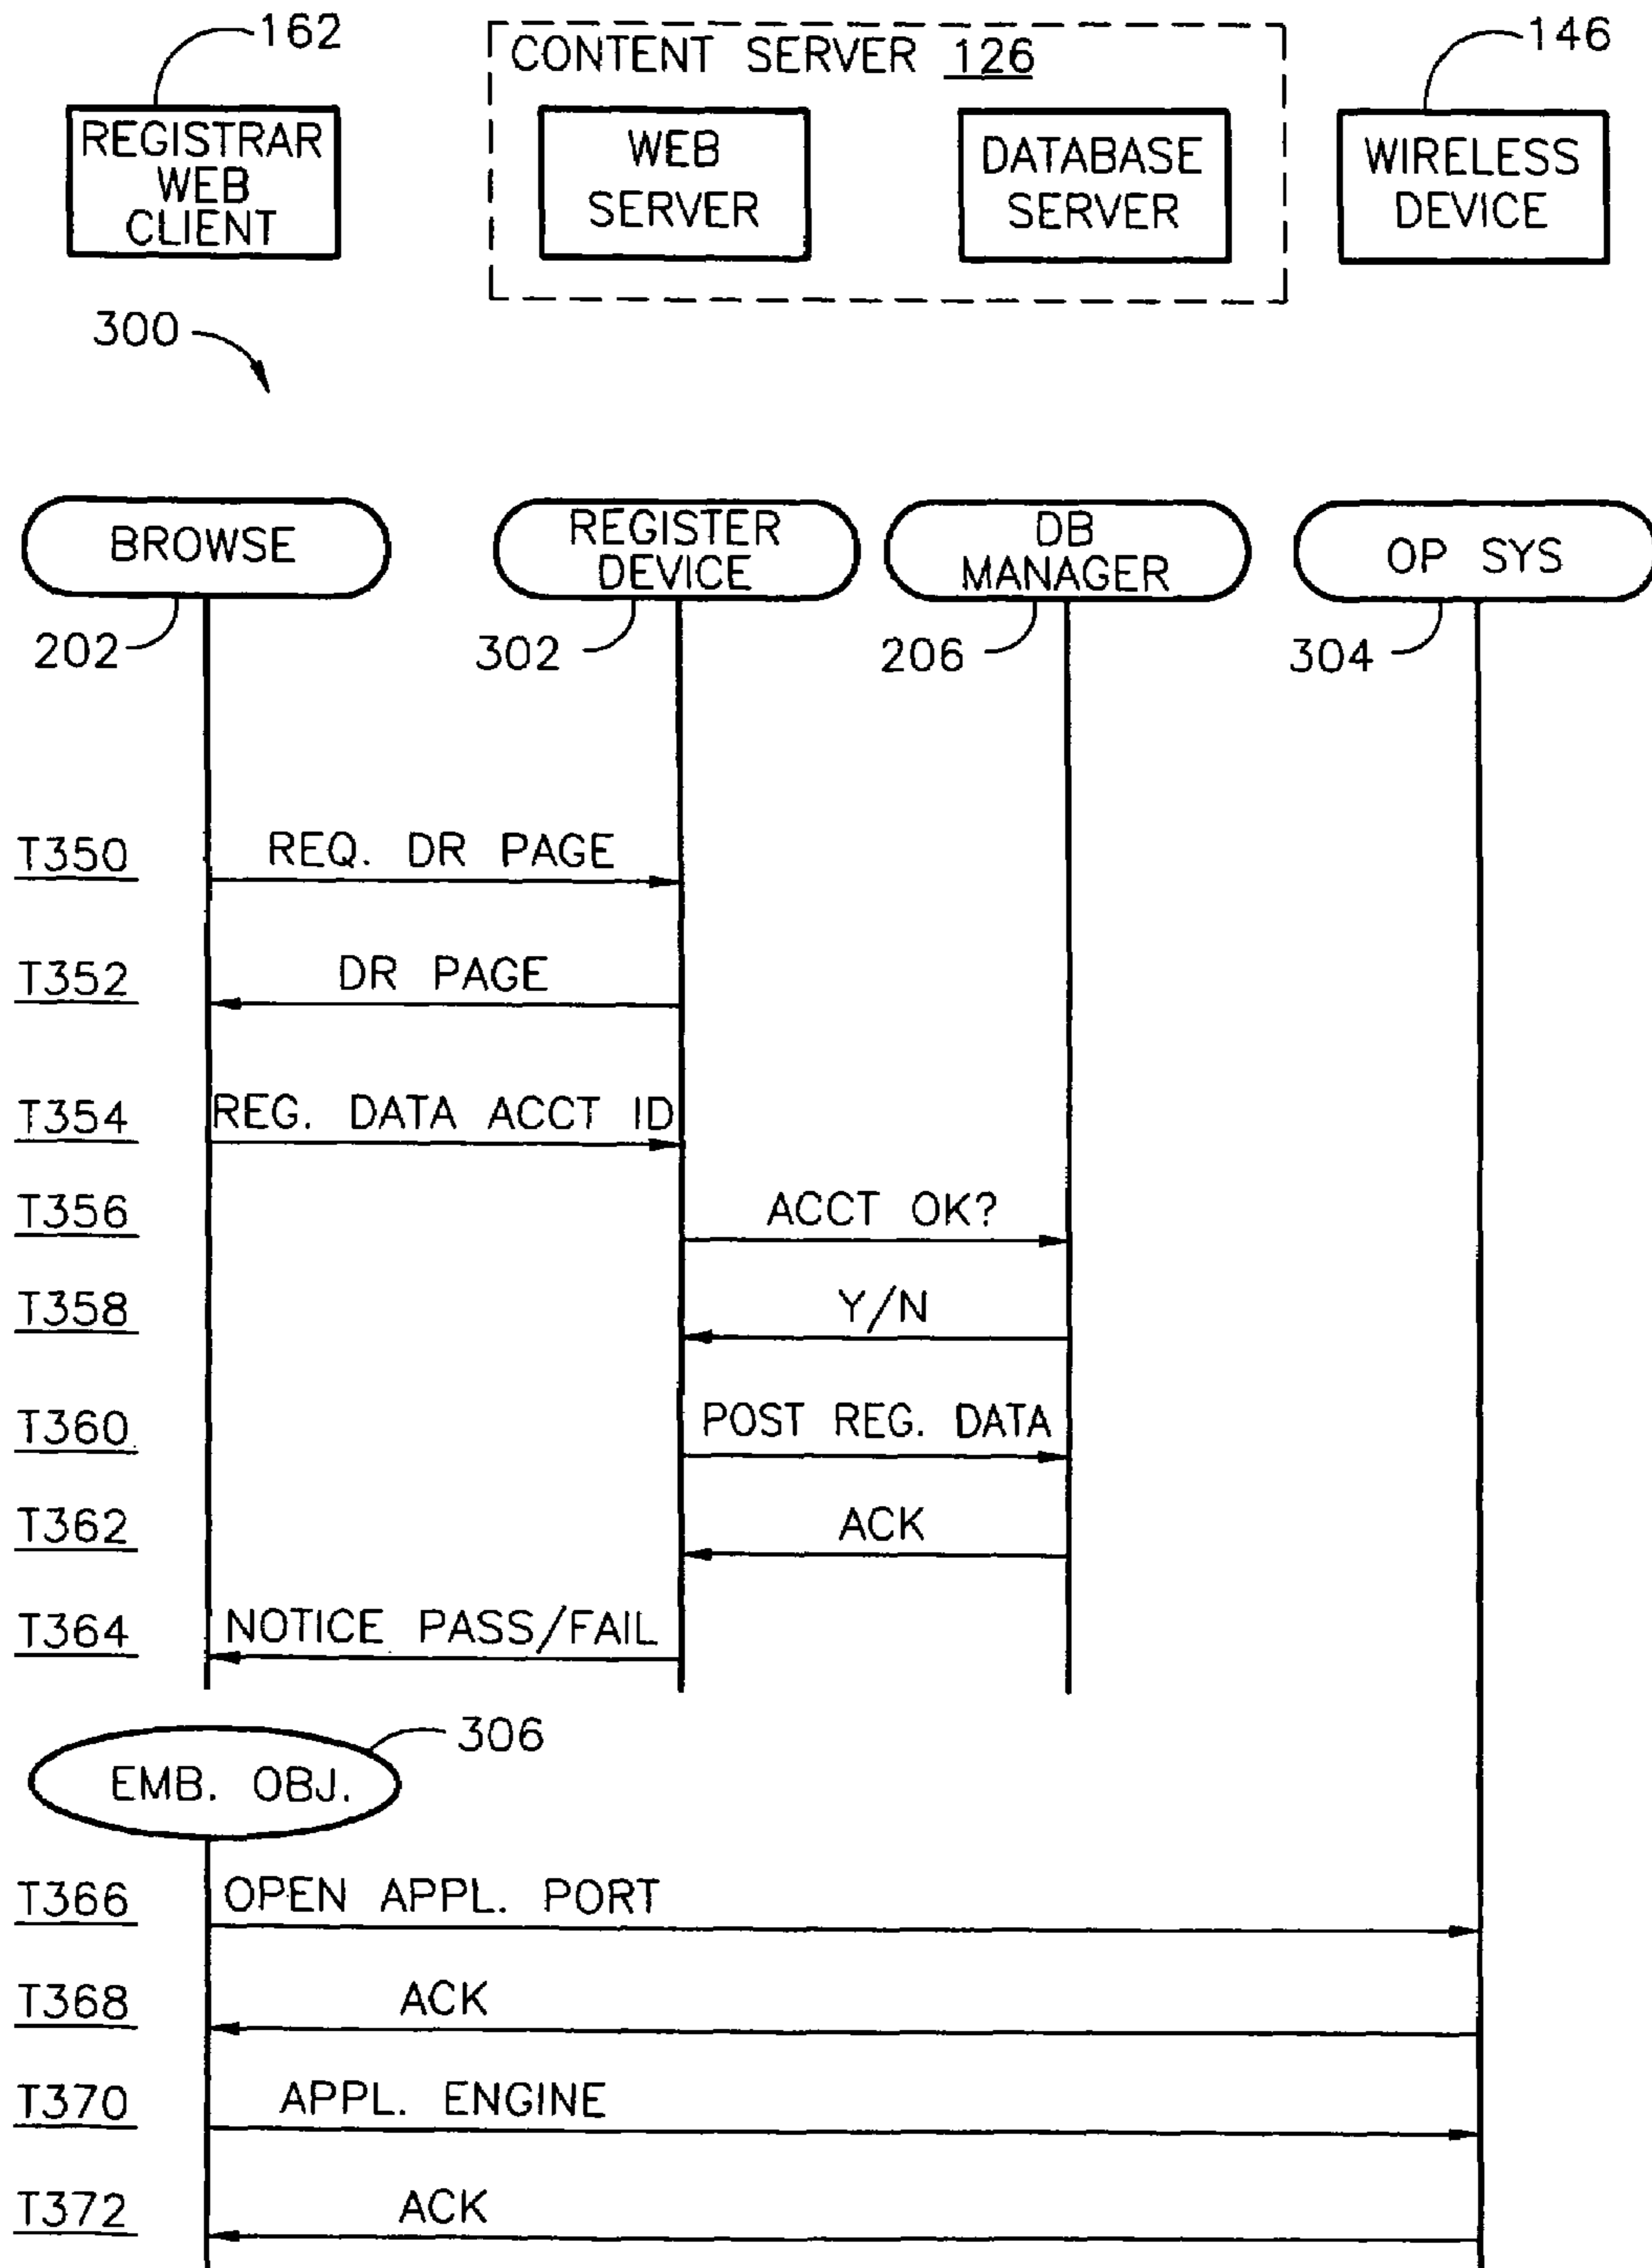 162
CONTENT SERVER 126
146
REGISTRAR
WEB
CLIENT
WEB
SERVER
DATABASE
SERVER
WIRELESS
DEVICE
300
BROWSE
REGISTER
DEVICE
DB
MANAGER
OP SYS
202
302
206
304
T350
REQ. DR PAGE
T352
DR PAGE
T354
REG. DATA ACCT ID
T356
ACCT OK?
T358
Y/N
T360
POST REG. DATA
T362
ACK
T364
NOTICE PASS/FAIL
306
EMB. OBJ.
T366
OPEN APPL. PORT
T368
ACK
T370
APPL. ENGINE
T372
ACK